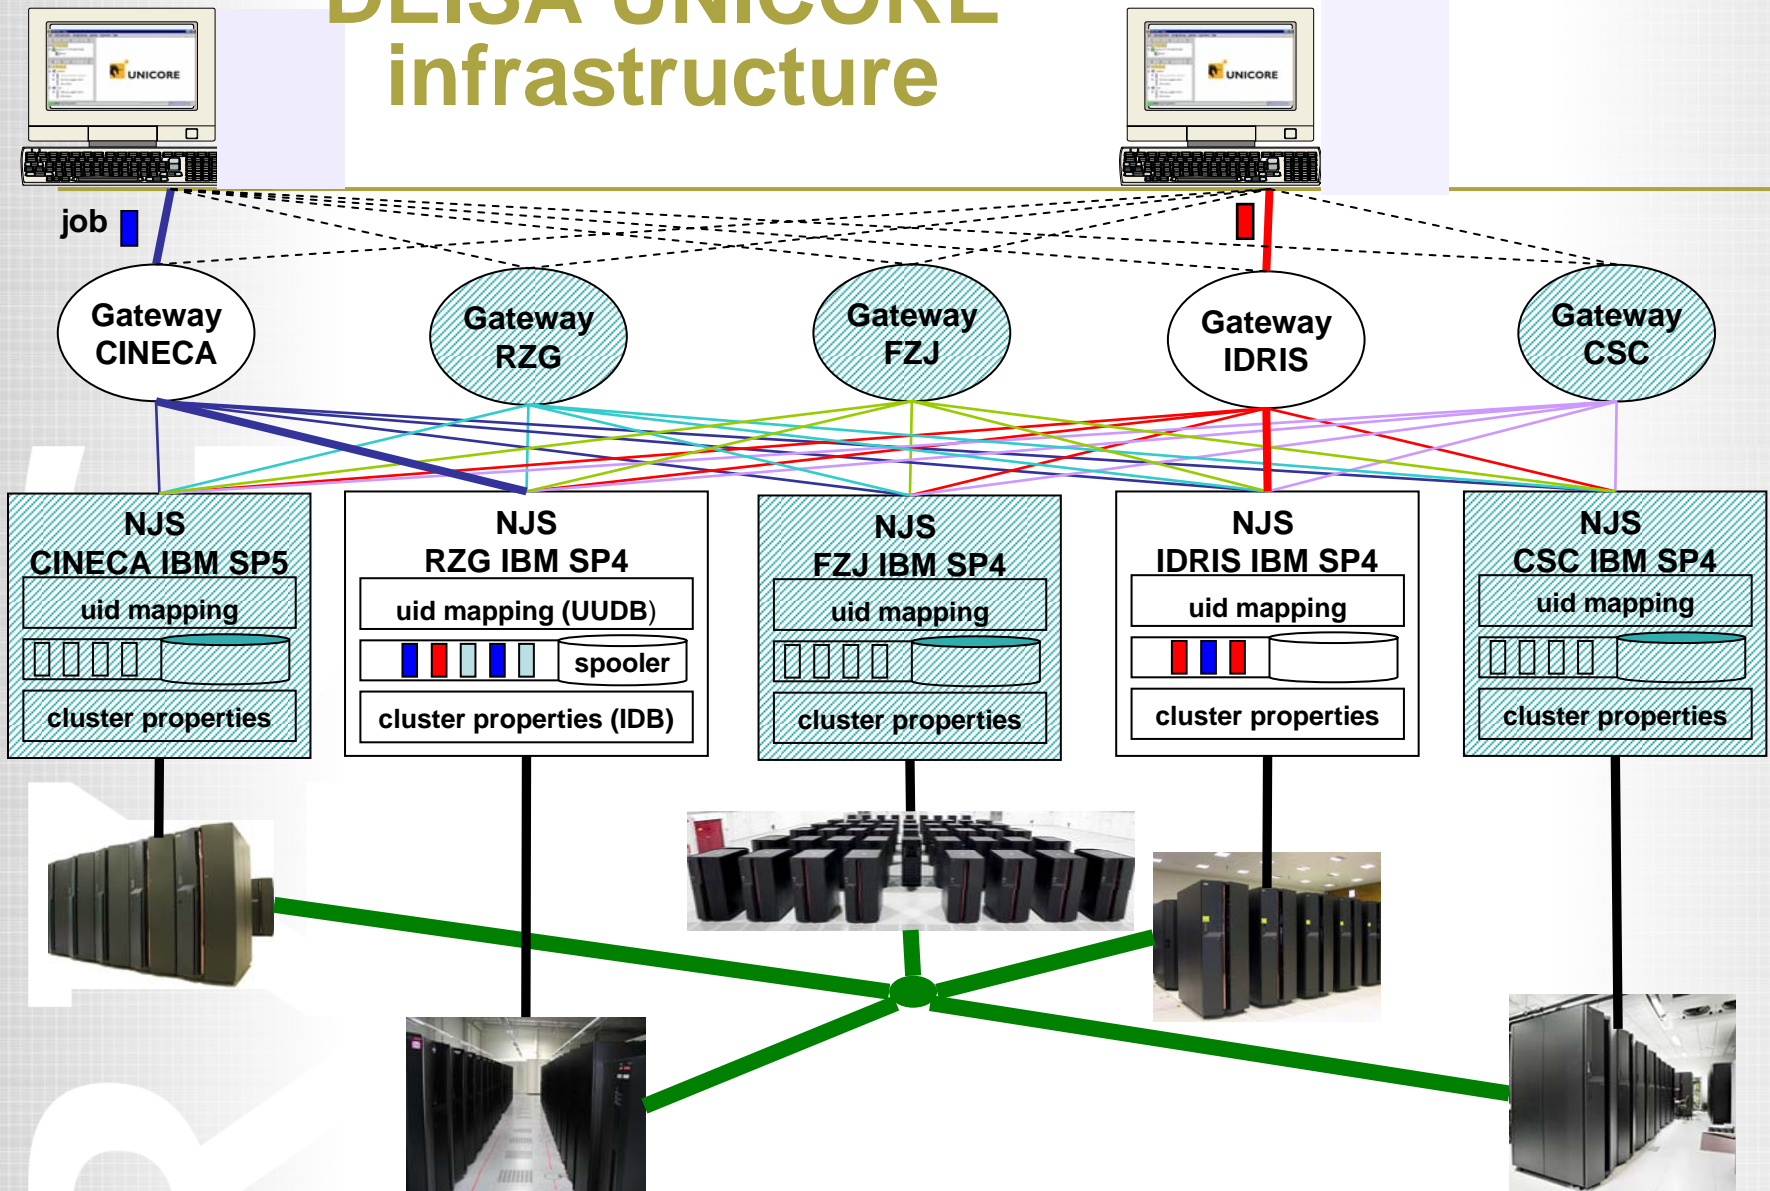 DEISA UNICORE
infrastructure
UNICORE
UNICORE
job
Gateway
CINECA
Gateway
RZG
Gateway
FZJ
Gateway
IDRIS
Gateway
CSC
NJS
CINECA IBM SP5
uid mapping
cluster properties
NJS
RZG IBM SP4
uid mapping (UUDB)
spooler
cluster properties (IDB)
NJS
FZJ IBM SP4
uid mapping
cluster properties
NJS
IDRIS IBM SP4
uid mapping
cluster properties
NJS
CSC IBM SP4
uid mapping
cluster properties